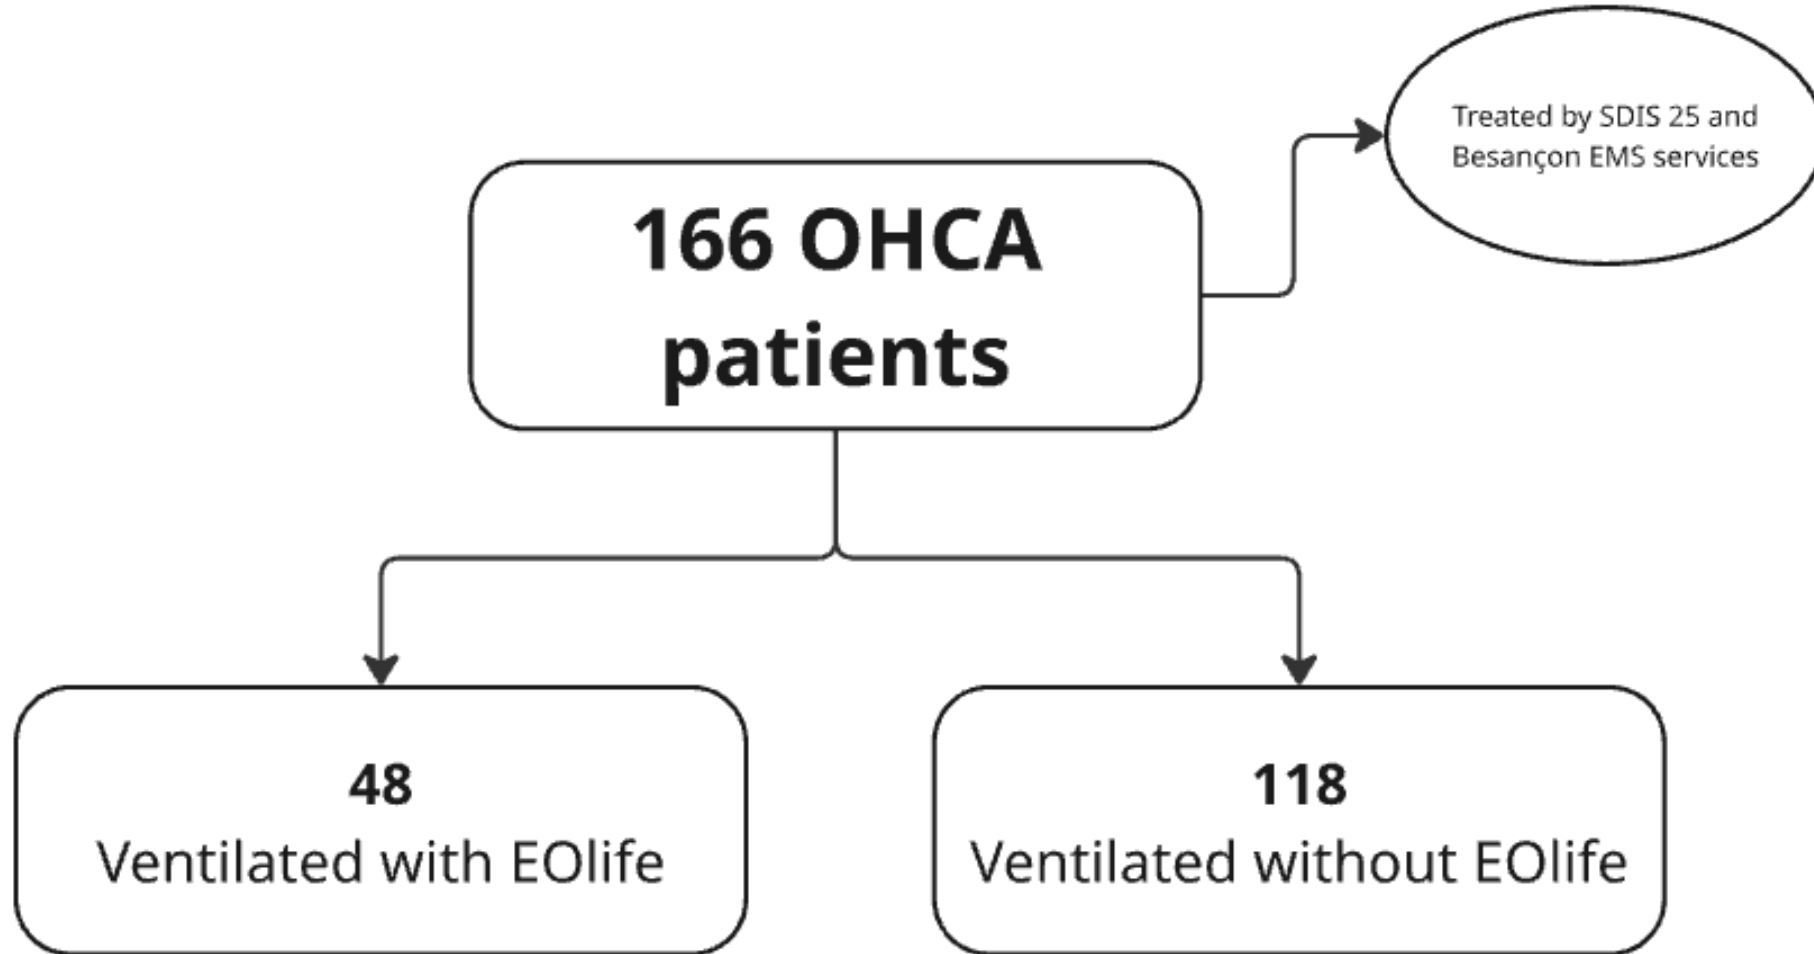 Treated by SDIS 25 and
Besançon EMS services
166 OHCA
patients
48
Ventilated with EOlife
118
Ventilated without EOlife